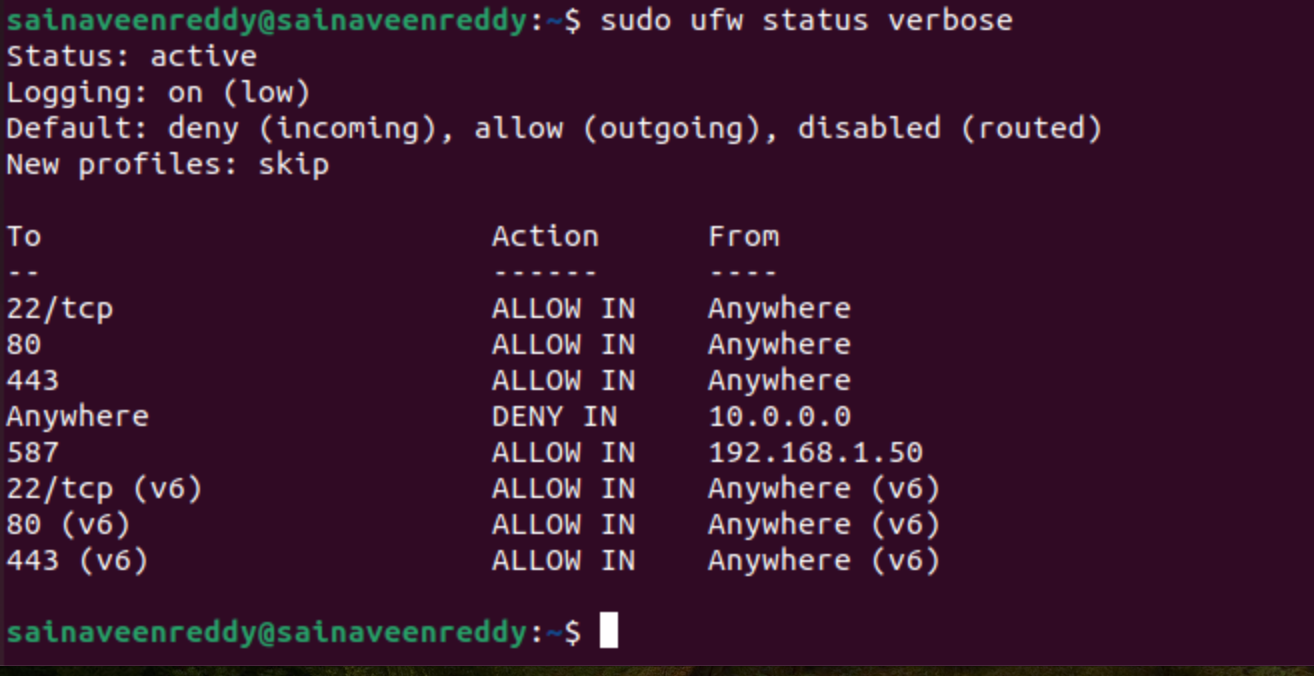 sainaveenreddy@sainaveenreddy:~$ sudo ufw status verbose
Status: active
Logging: on (low)
Default: deny (incoming), allow (outgoing), disabled (routed)
New profiles: skip

To                         Action      From
--                         ------      ----
22/tcp                     ALLOW IN    Anywhere
80                         ALLOW IN    Anywhere
443                        ALLOW IN    Anywhere
Anywhere                   DENY IN     10.0.0.0
587                        ALLOW IN    192.168.1.50
22/tcp (v6)                ALLOW IN    Anywhere (v6)
80 (v6)                    ALLOW IN    Anywhere (v6)
443 (v6)                   ALLOW IN    Anywhere (v6)

sainaveenreddy@sainaveenreddy:~$